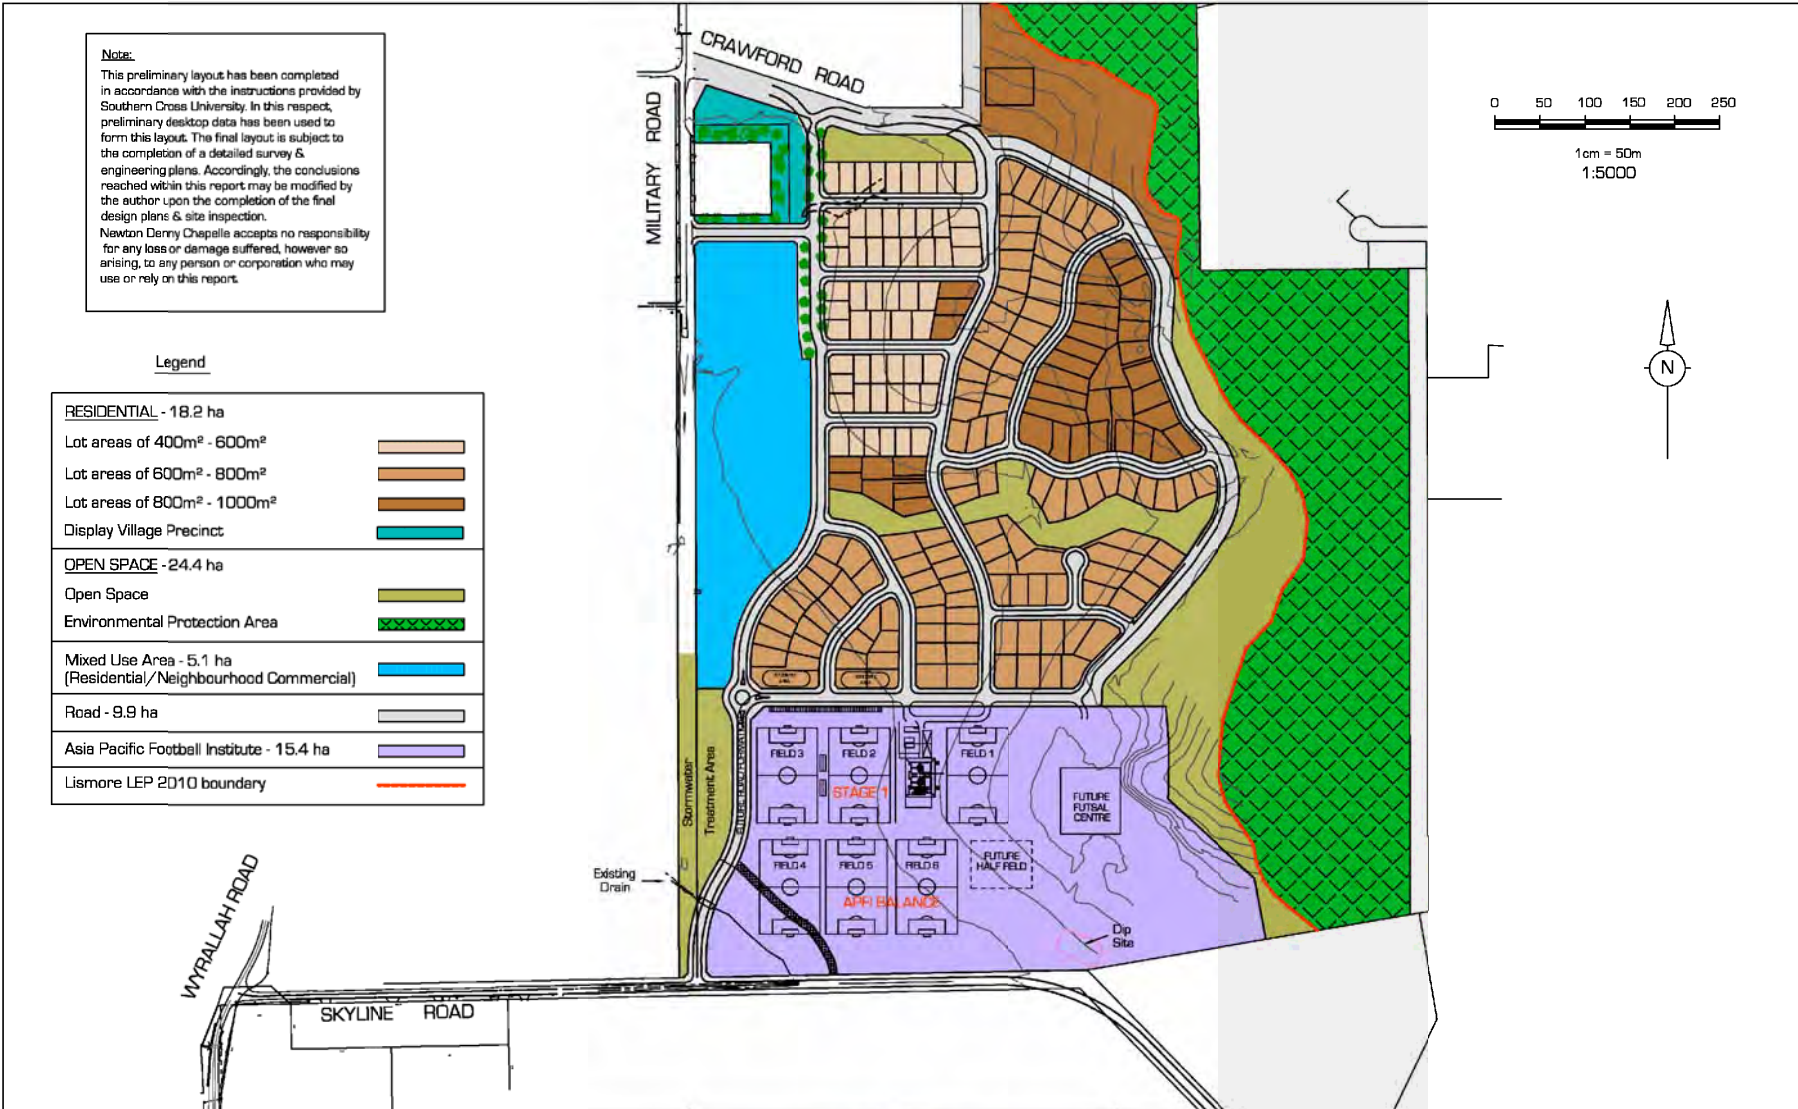 Note:
This preliminary layout has been completed
in accordance with the instructions provided by
Southern Cross University. In this respect,
preliminary desktop data has been used to
form this layout. The final layout is subject to
the completion of a detailed survey &
engineering plans. Accordingly, the conclusions
reached within this report may be modified by
the author upon the completion of the final
design plans & site inspection.
Newton Denny Chapelle accepts no responsibility
for any loss or damage suffered, however so
arising, to any person or corporation who may
use or rely on this report.
Legend
RESIDENTIAL - 18.2 ha
Lot areas of 400m² - 600m²
Lot areas of 600m² - 800m²
Lot areas of 800m² - 1000m²
Display Village Precinct
OPEN SPACE - 24.4 ha
Open Space
Environmental Protection Area
Mixed Use Area - 5.1 ha
(Residential/Neighbourhood Commercial)
Road - 9.9 ha
Asia Pacific Football Institute - 15.4 ha
Lismore LEP 2010 boundary
CRAWFORD ROAD
MILITARY ROAD
0 50 100 150 200 250
1cm = 50m
1:5000
N
Stormwater
Treatment Area
FIELD 3
FIELD 2
FIELD 1
STAGE 1
FUTURE
FUTSAL
CENTRE
FIELD 4
FIELD 5
FIELD 6
FUTURE
HALF FIELD
APFI BALANCE
Existing
Drain
Dip
Site
WYRALLAH ROAD
SKYLINE ROAD